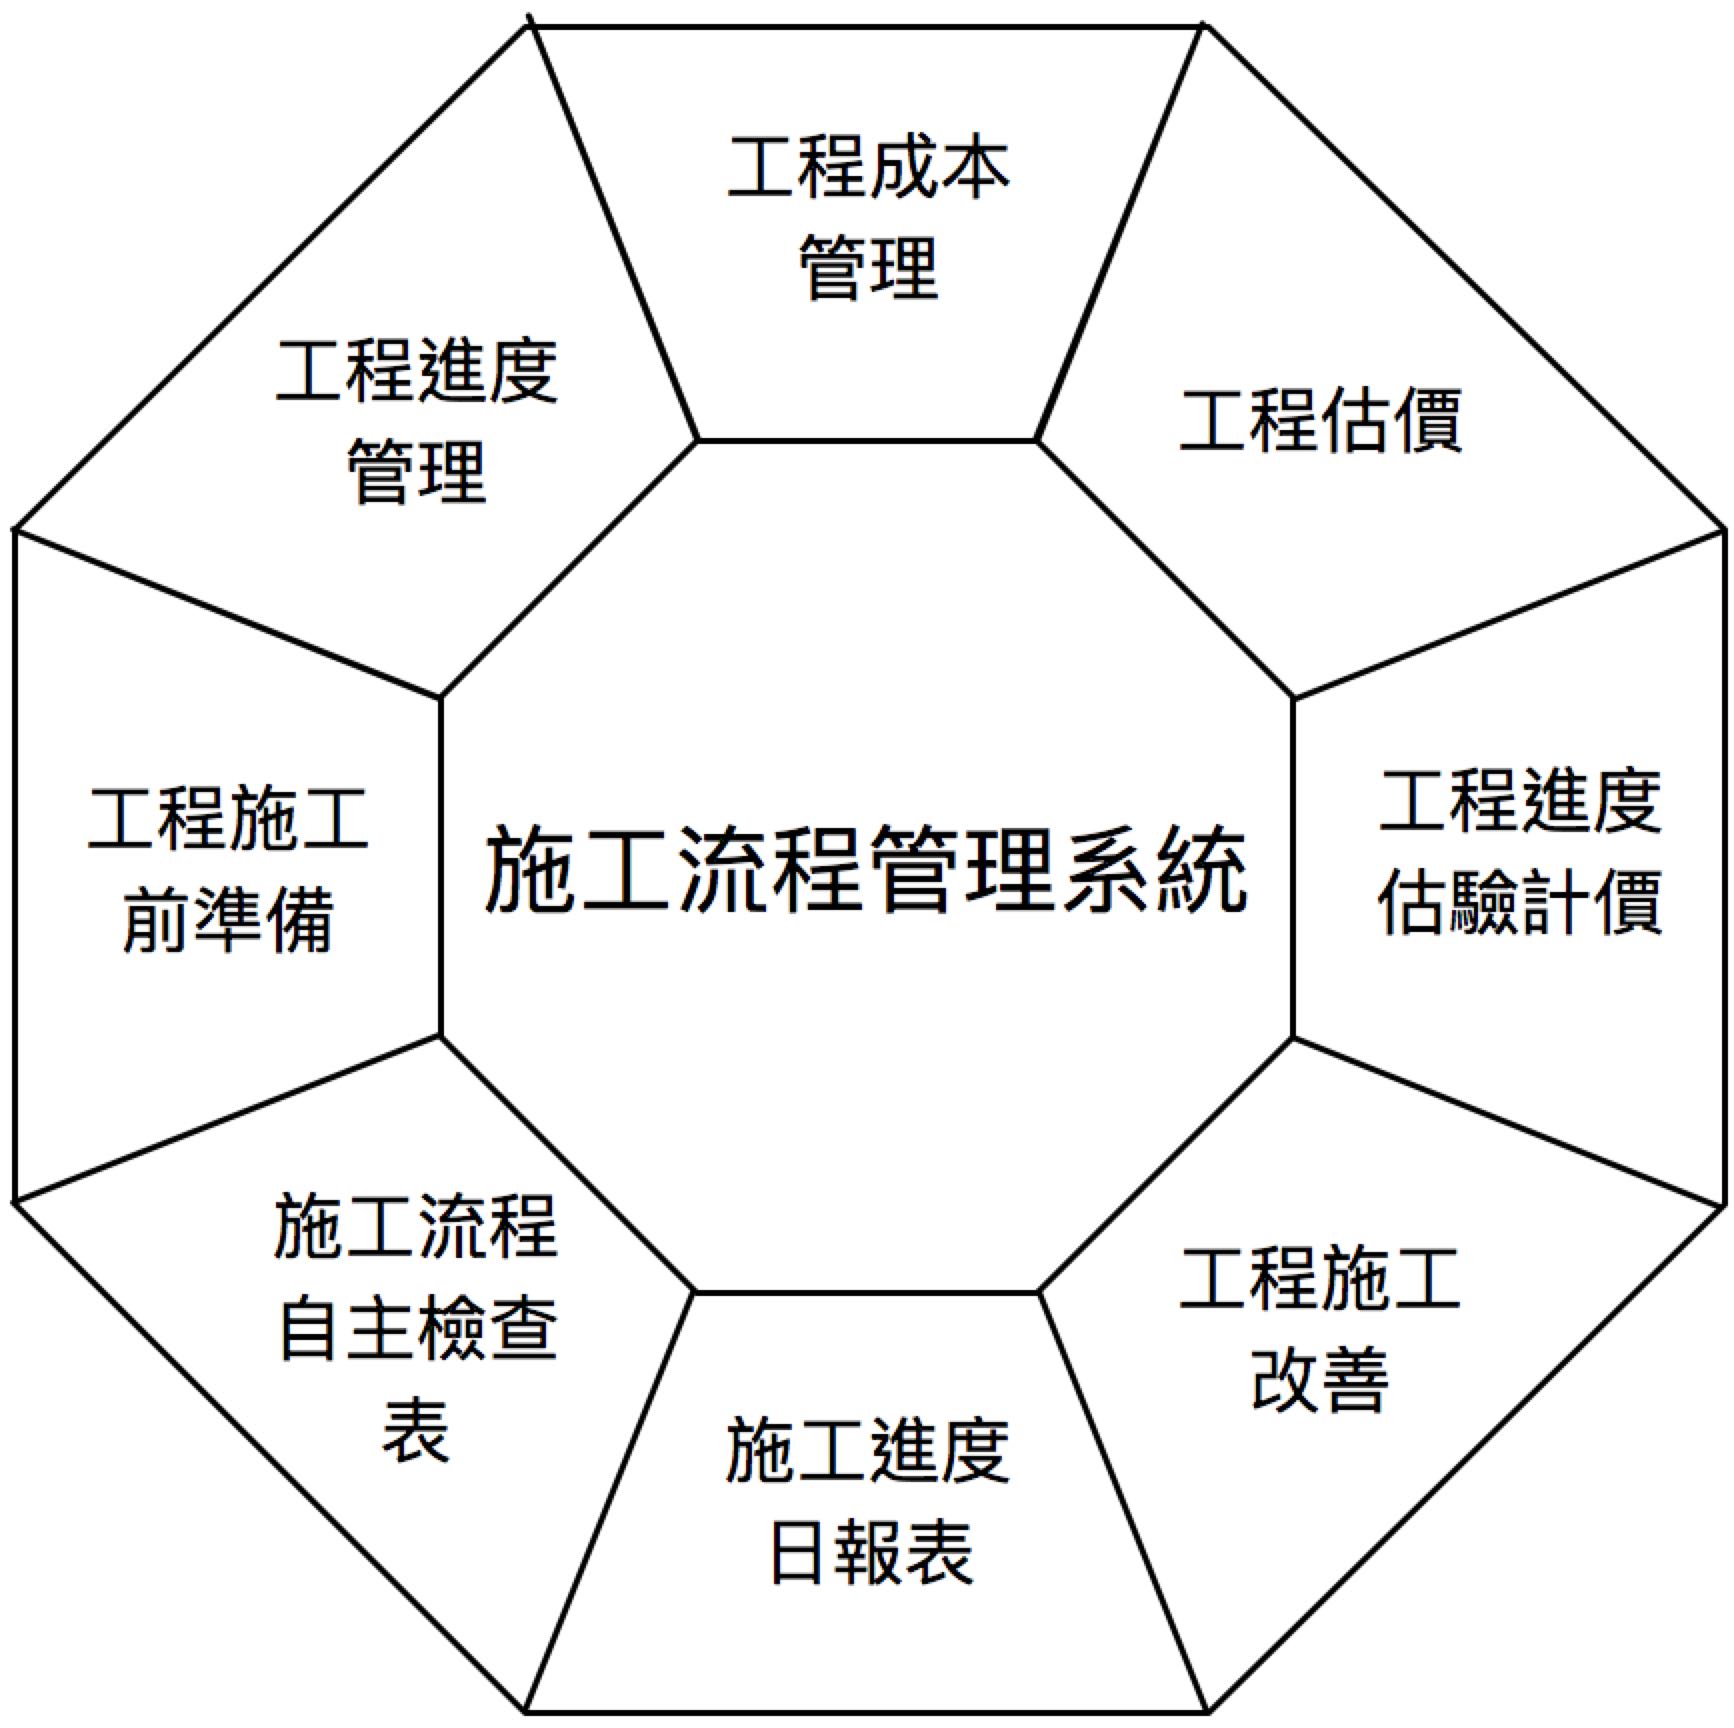 工程成本
管理
工程進度
管理
工程估價
工程施工
前準備
施工流程管理系統
工程進度
估驗計價
施工流程
自主檢查
表
工程施工
改善
施工進度
日報表